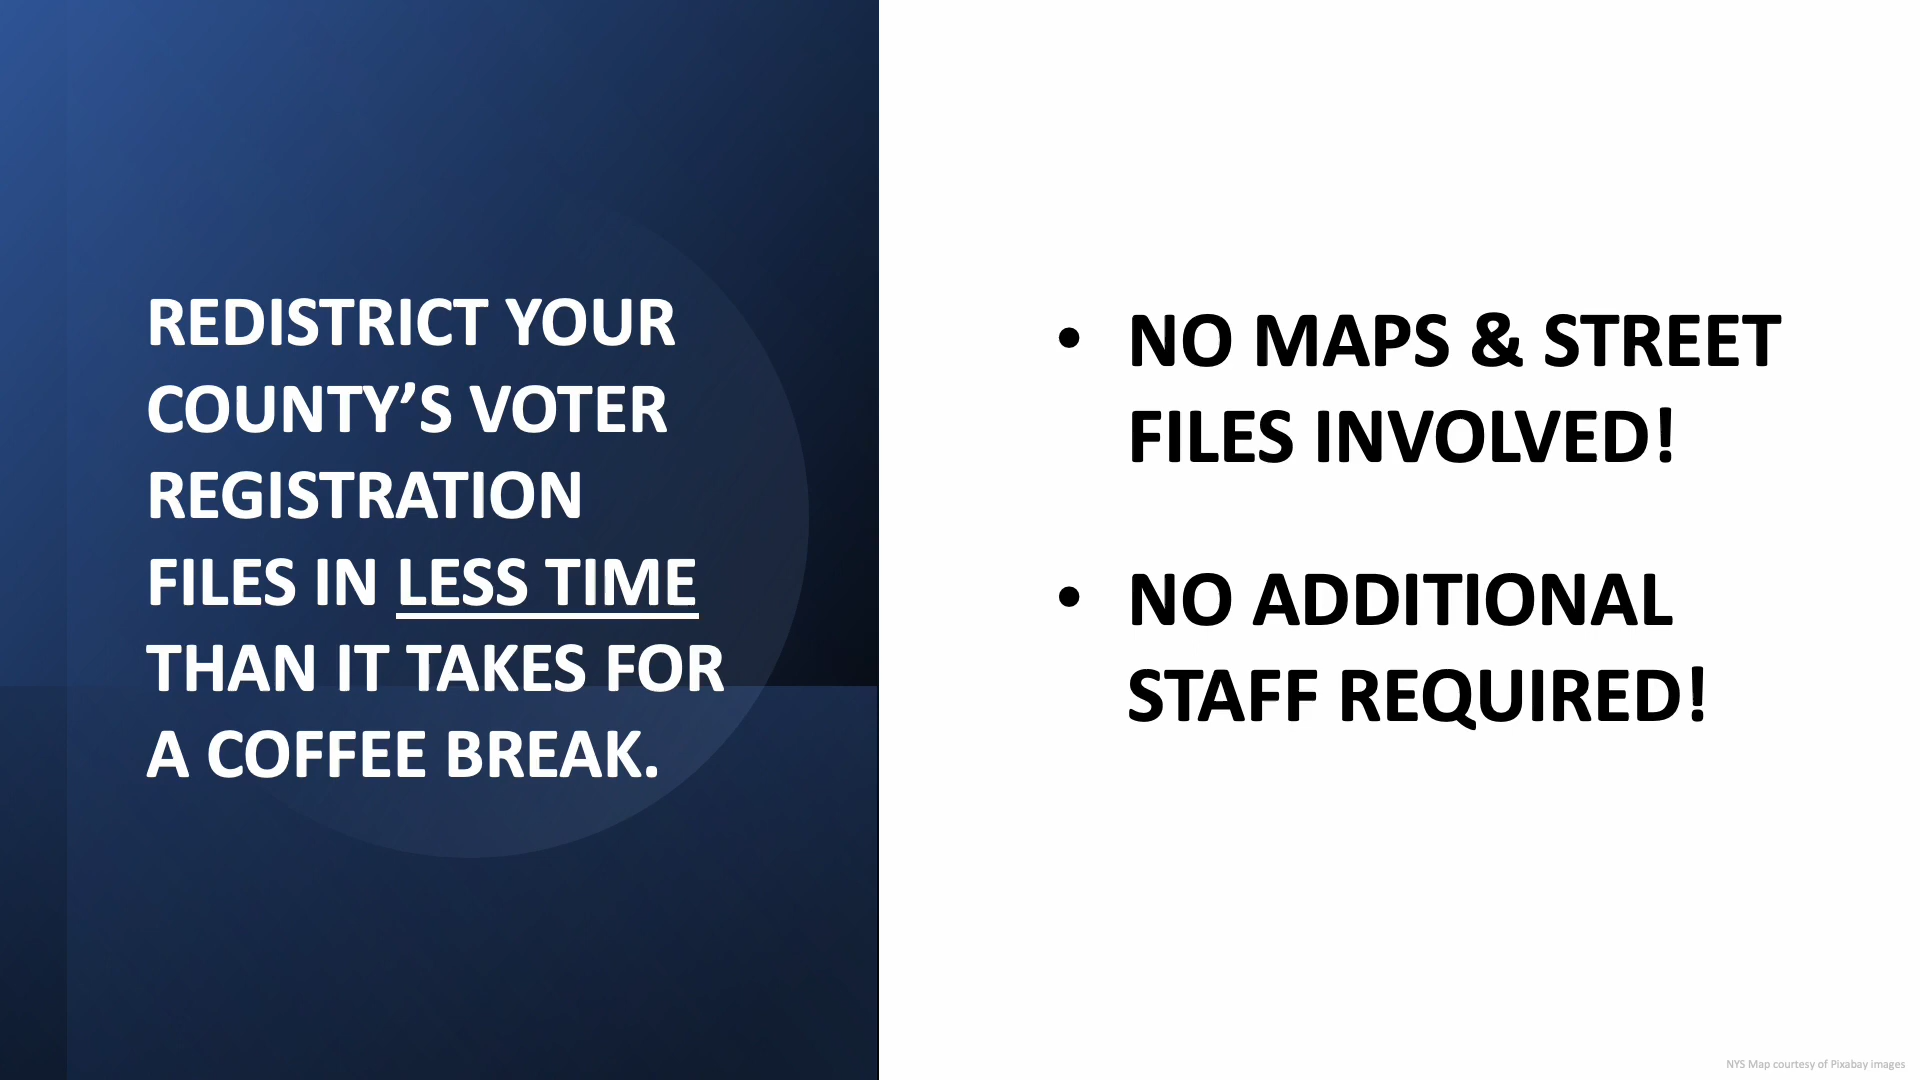 REDISTRICT YOUR
COUNTY’S VOTER
REGISTRATION
FILES IN LESS TIME
THAN IT TAKES FOR
A COFFEE BREAK.
• NO MAPS & STREET
FILES INVOLVED!
• NO ADDITIONAL
STAFF REQUIRED!
NYS Map courtesy of Pixabay images